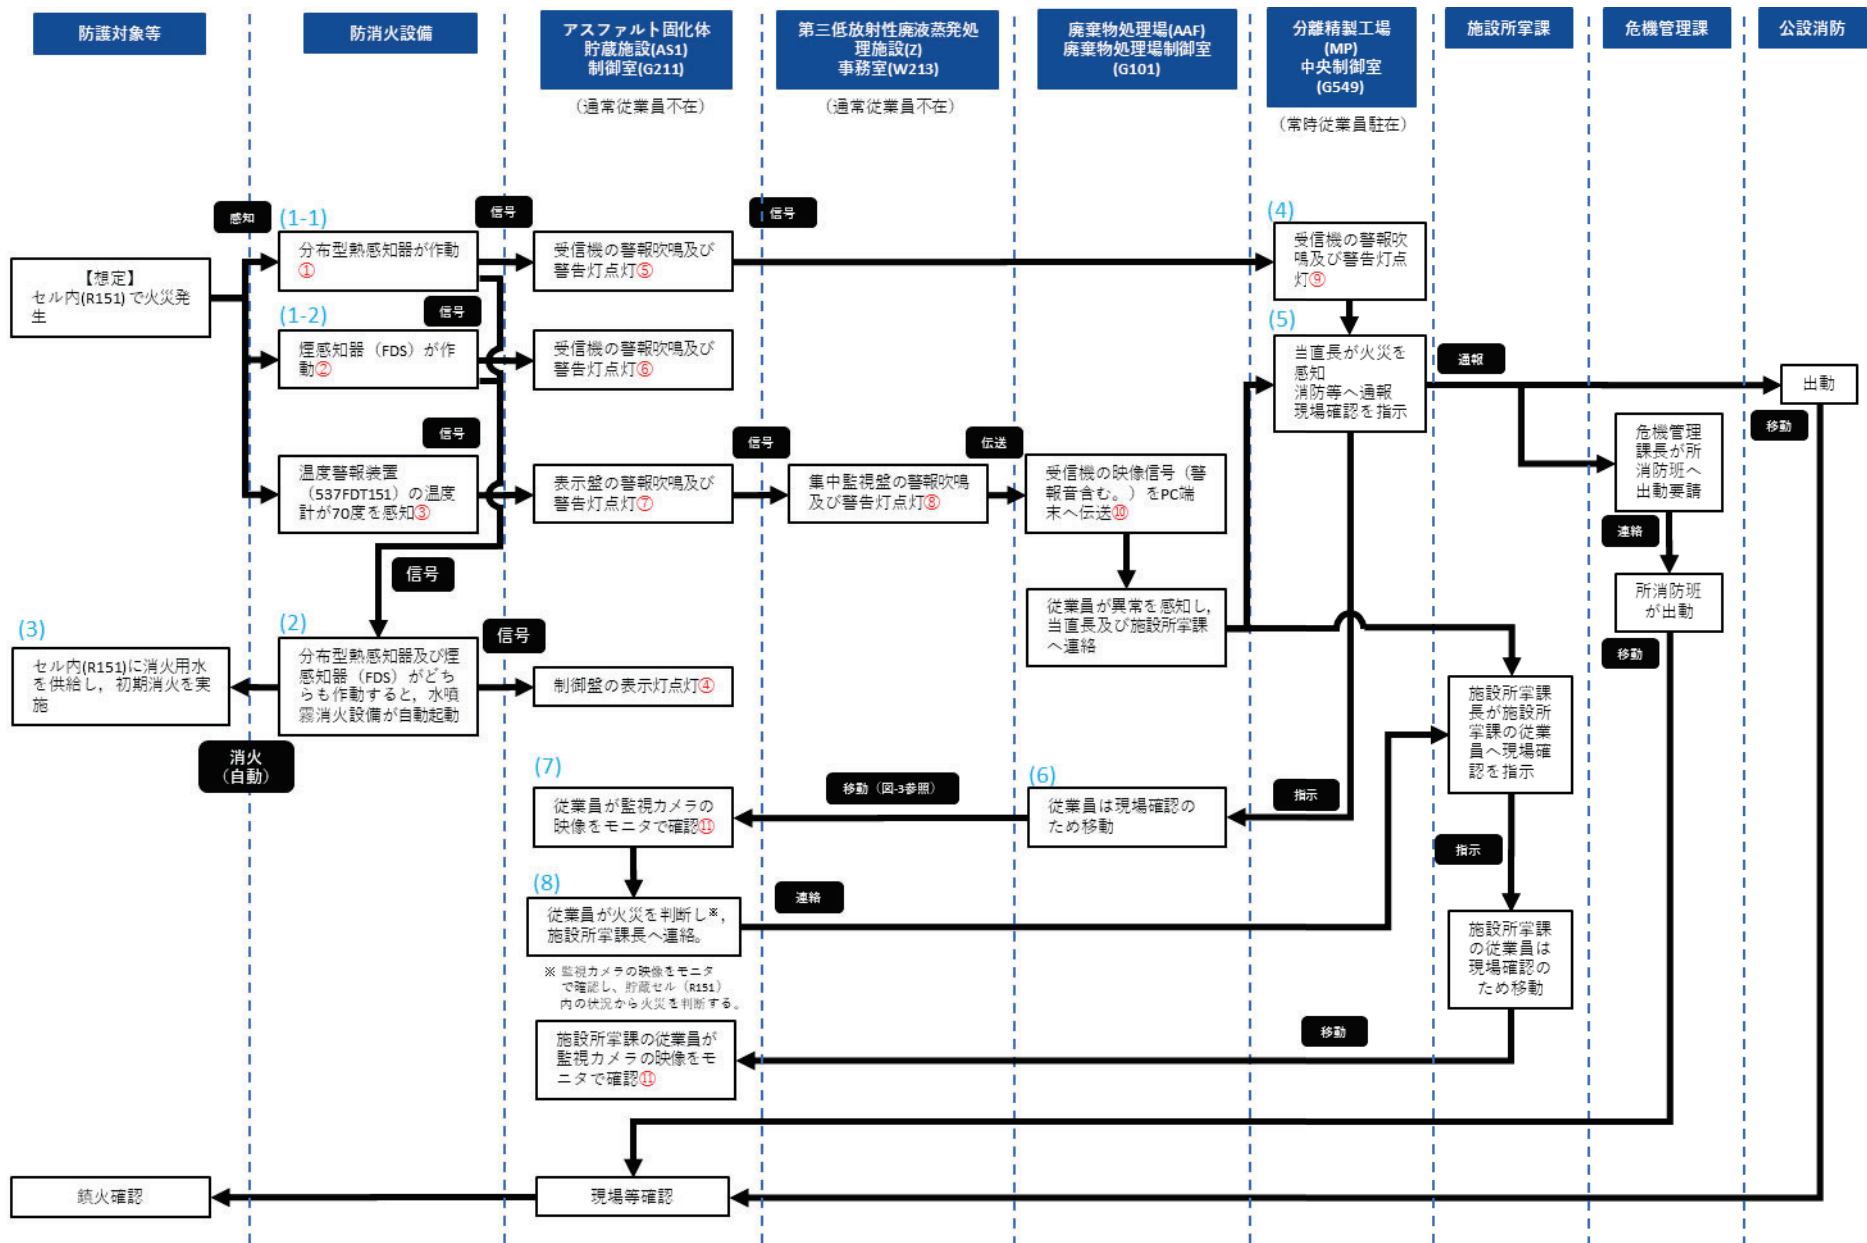 防護対象等
防消火設備
アスファルト固化体
貯蔵施設(AS1)
制御室(G211)
(通常従業員不在)
第三低放射性廃液蒸発処
理施設(Z)
事務室(W213)
(通常従業員不在)
廃棄物処理場(AAF)
廃棄物処理場制御室
(G101)
分離精製工場
(MP)
中央制御室
(G549)
(常時従業員駐在)
施設所掌課
危機管理課
公設消防
感知
(1-1)
信号
信号
(4)
【想定】
セル内(R151)で火災発
生
分布型熱感知器が作動
①
受信機の警報吹鳴及び
警告灯点灯⑤
受信機の警報吹
鳴及び警告灯点
灯⑨
(1-2)
信号
(5)
煙感知器(FDS)が作
動②
受信機の警報吹鳴及び
警告灯点灯⑥
当直長が火災を
感知
消防等へ通報
現場確認を指示
通報
出動
移動
信号
信号
伝送
温度警報装置
(537FDT151)の温度
計が70度を感知③
表示盤の警報吹鳴及び
警告灯点灯⑦
集中監視盤の警報吹鳴
及び警告灯点灯⑧
受信機の映像信号(警
報音含む。)をPC端
末へ伝送⑩
危機管理
課長が所
消防班へ
出動要請
連絡
信号
従業員が異常を感知し,
当直長及び施設所掌課
へ連絡
所消防班
が出動
移動
(3)
(2)
信号
セル内(R151)に消火用水
を供給し,初期消火を実
施
分布型熱感知器及び煙
感知器(FDS)がどち
らも作動すると,水噴
霧消火設備が自動起動
制御盤の表示灯点灯④
施設所掌課
長が施設所
掌課の従業
員へ現場確
認を指示
消火
(自動)
(7)
移動(図-3参照)
(6)
指示
従業員が監視カメラの
映像をモニタで確認⑪
従業員は現場確認の
ため移動
指示
(8)
連絡
従業員が火災を判断し※,
施設所掌課長へ連絡。
※ 監視カメラの映像をモニタ
で確認し、貯蔵セル(R151)
内の状況から火災を判断する。
施設所掌課
の従業員は
現場確認の
ため移動
移動
施設所掌課の従業員が
監視カメラの映像をモ
ニタで確認⑪
鎮火確認
現場等確認